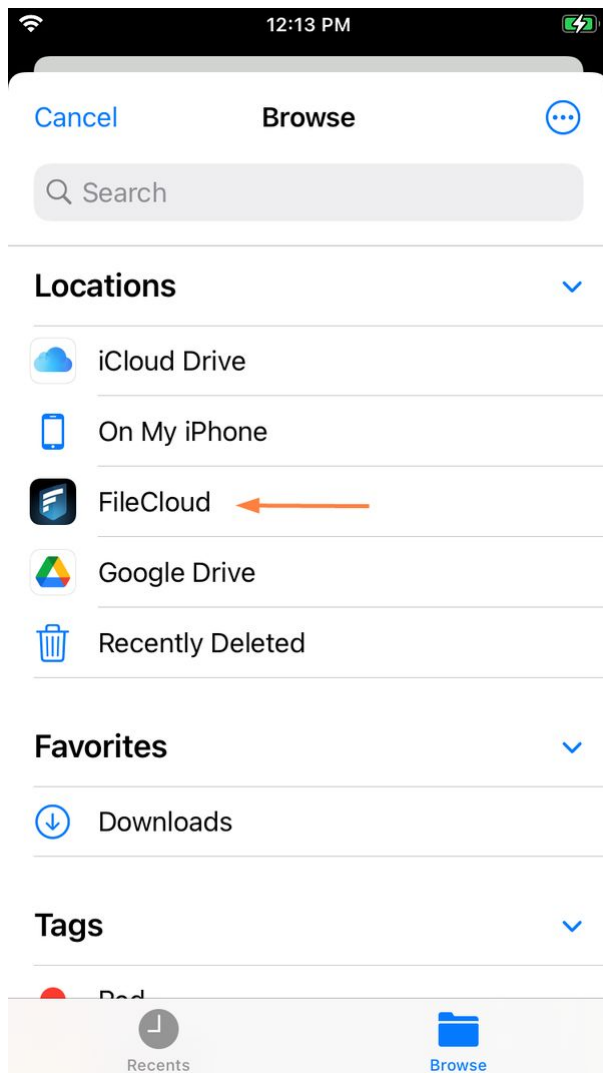 12:13 PM
Cancel Browse
Search
Locations
iCloud Drive
On My iPhone
FileCloud
Google Drive
Recently Deleted
Favorites
Downloads
Tags
Red
Recents Browse